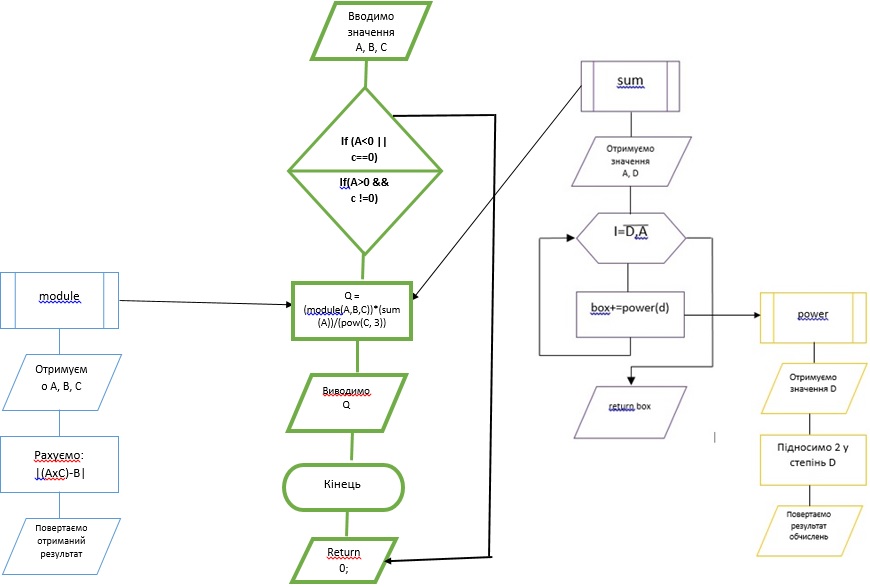 Вводимо
значення
A, B, C
If (A<0 ||
c==0)
If(A>0 &&
c !=0)
Q =
(module(A,B,C))*(sum
(A))/(pow(C, 3))
Виводимо
Q
Кінець
Return
0;
module
Отримуєм
о A, B, C
Рахуємо:
|(AxC)-B|
Повертаємо
отриманий
результат
sum
Отримуємо
значення
A, D
I=D,A
box+=power(d)
return box
power
Отримуємо
значення D
Підносимо 2 у
степінь D
Повертаємо
результат
обчислень